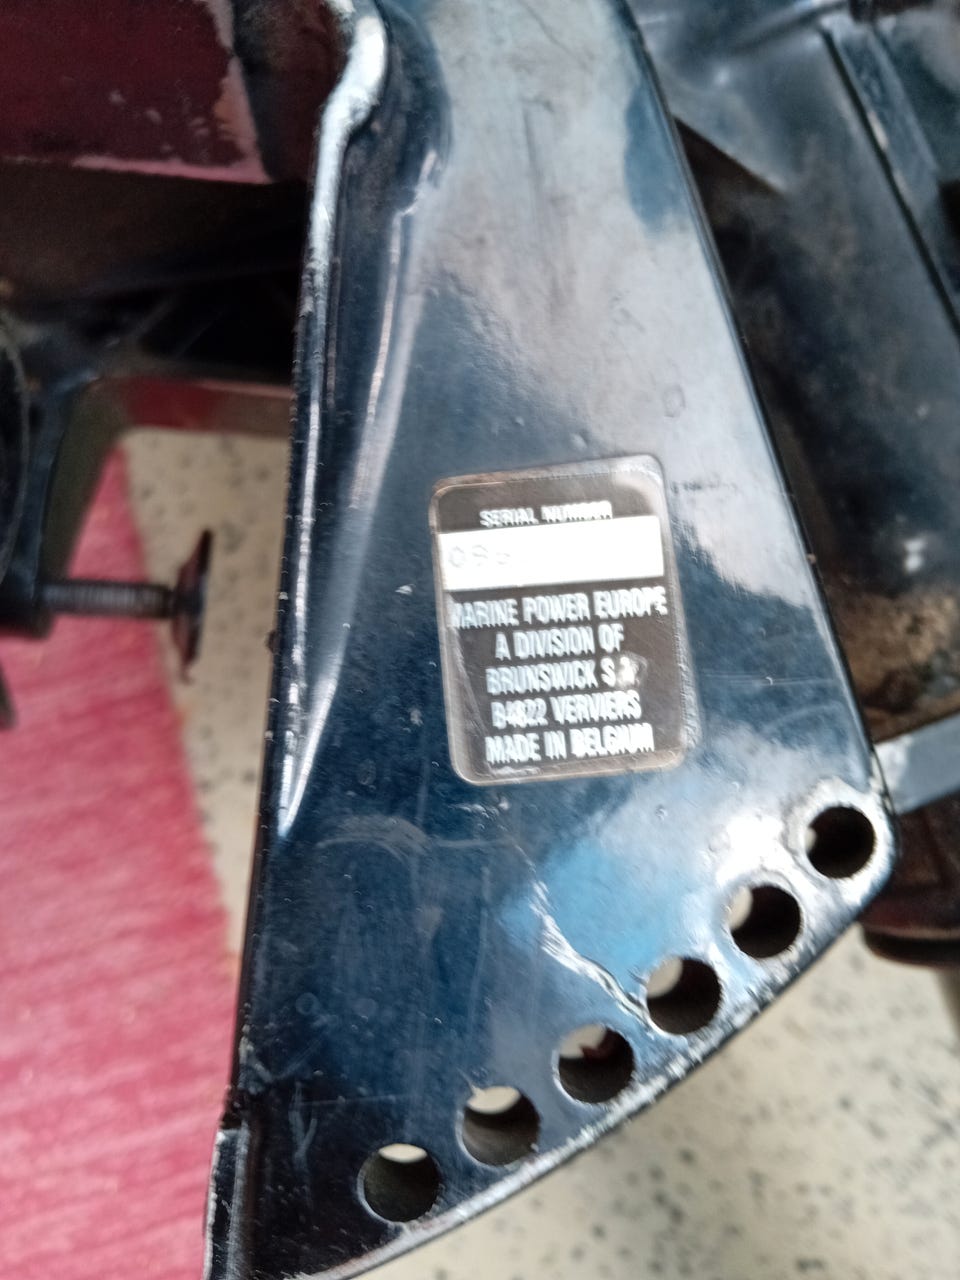 SERIAL NUMBER
MARINE POWER EUROPE
A DIVISION OF
BRUNSWICK S.A.
B4822 VERVIERS
MADE IN BELGIUM